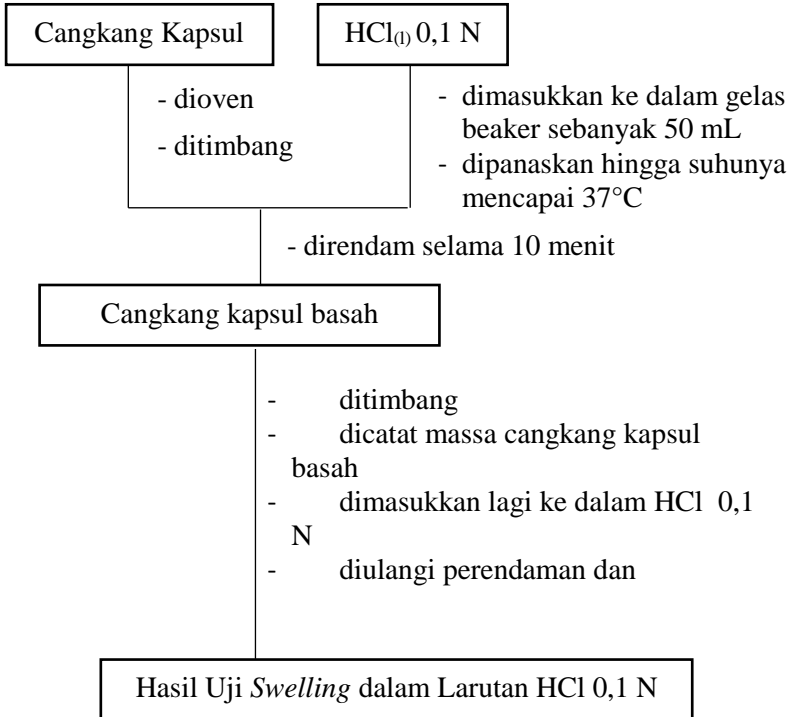 Cangkang Kapsul
HCl(l) 0,1 N
- dioven
- ditimbang
- dimasukkan ke dalam gelas
beaker sebanyak 50 mL
- dipanaskan hingga suhunya
mencapai 37°C
- direndam selama 10 menit
Cangkang kapsul basah
- ditimbang
- dicatat massa cangkang kapsul
basah
- dimasukkan lagi ke dalam HCl 0,1
N
- diulangi perendaman dan
Hasil Uji Swelling dalam Larutan HCl 0,1 N